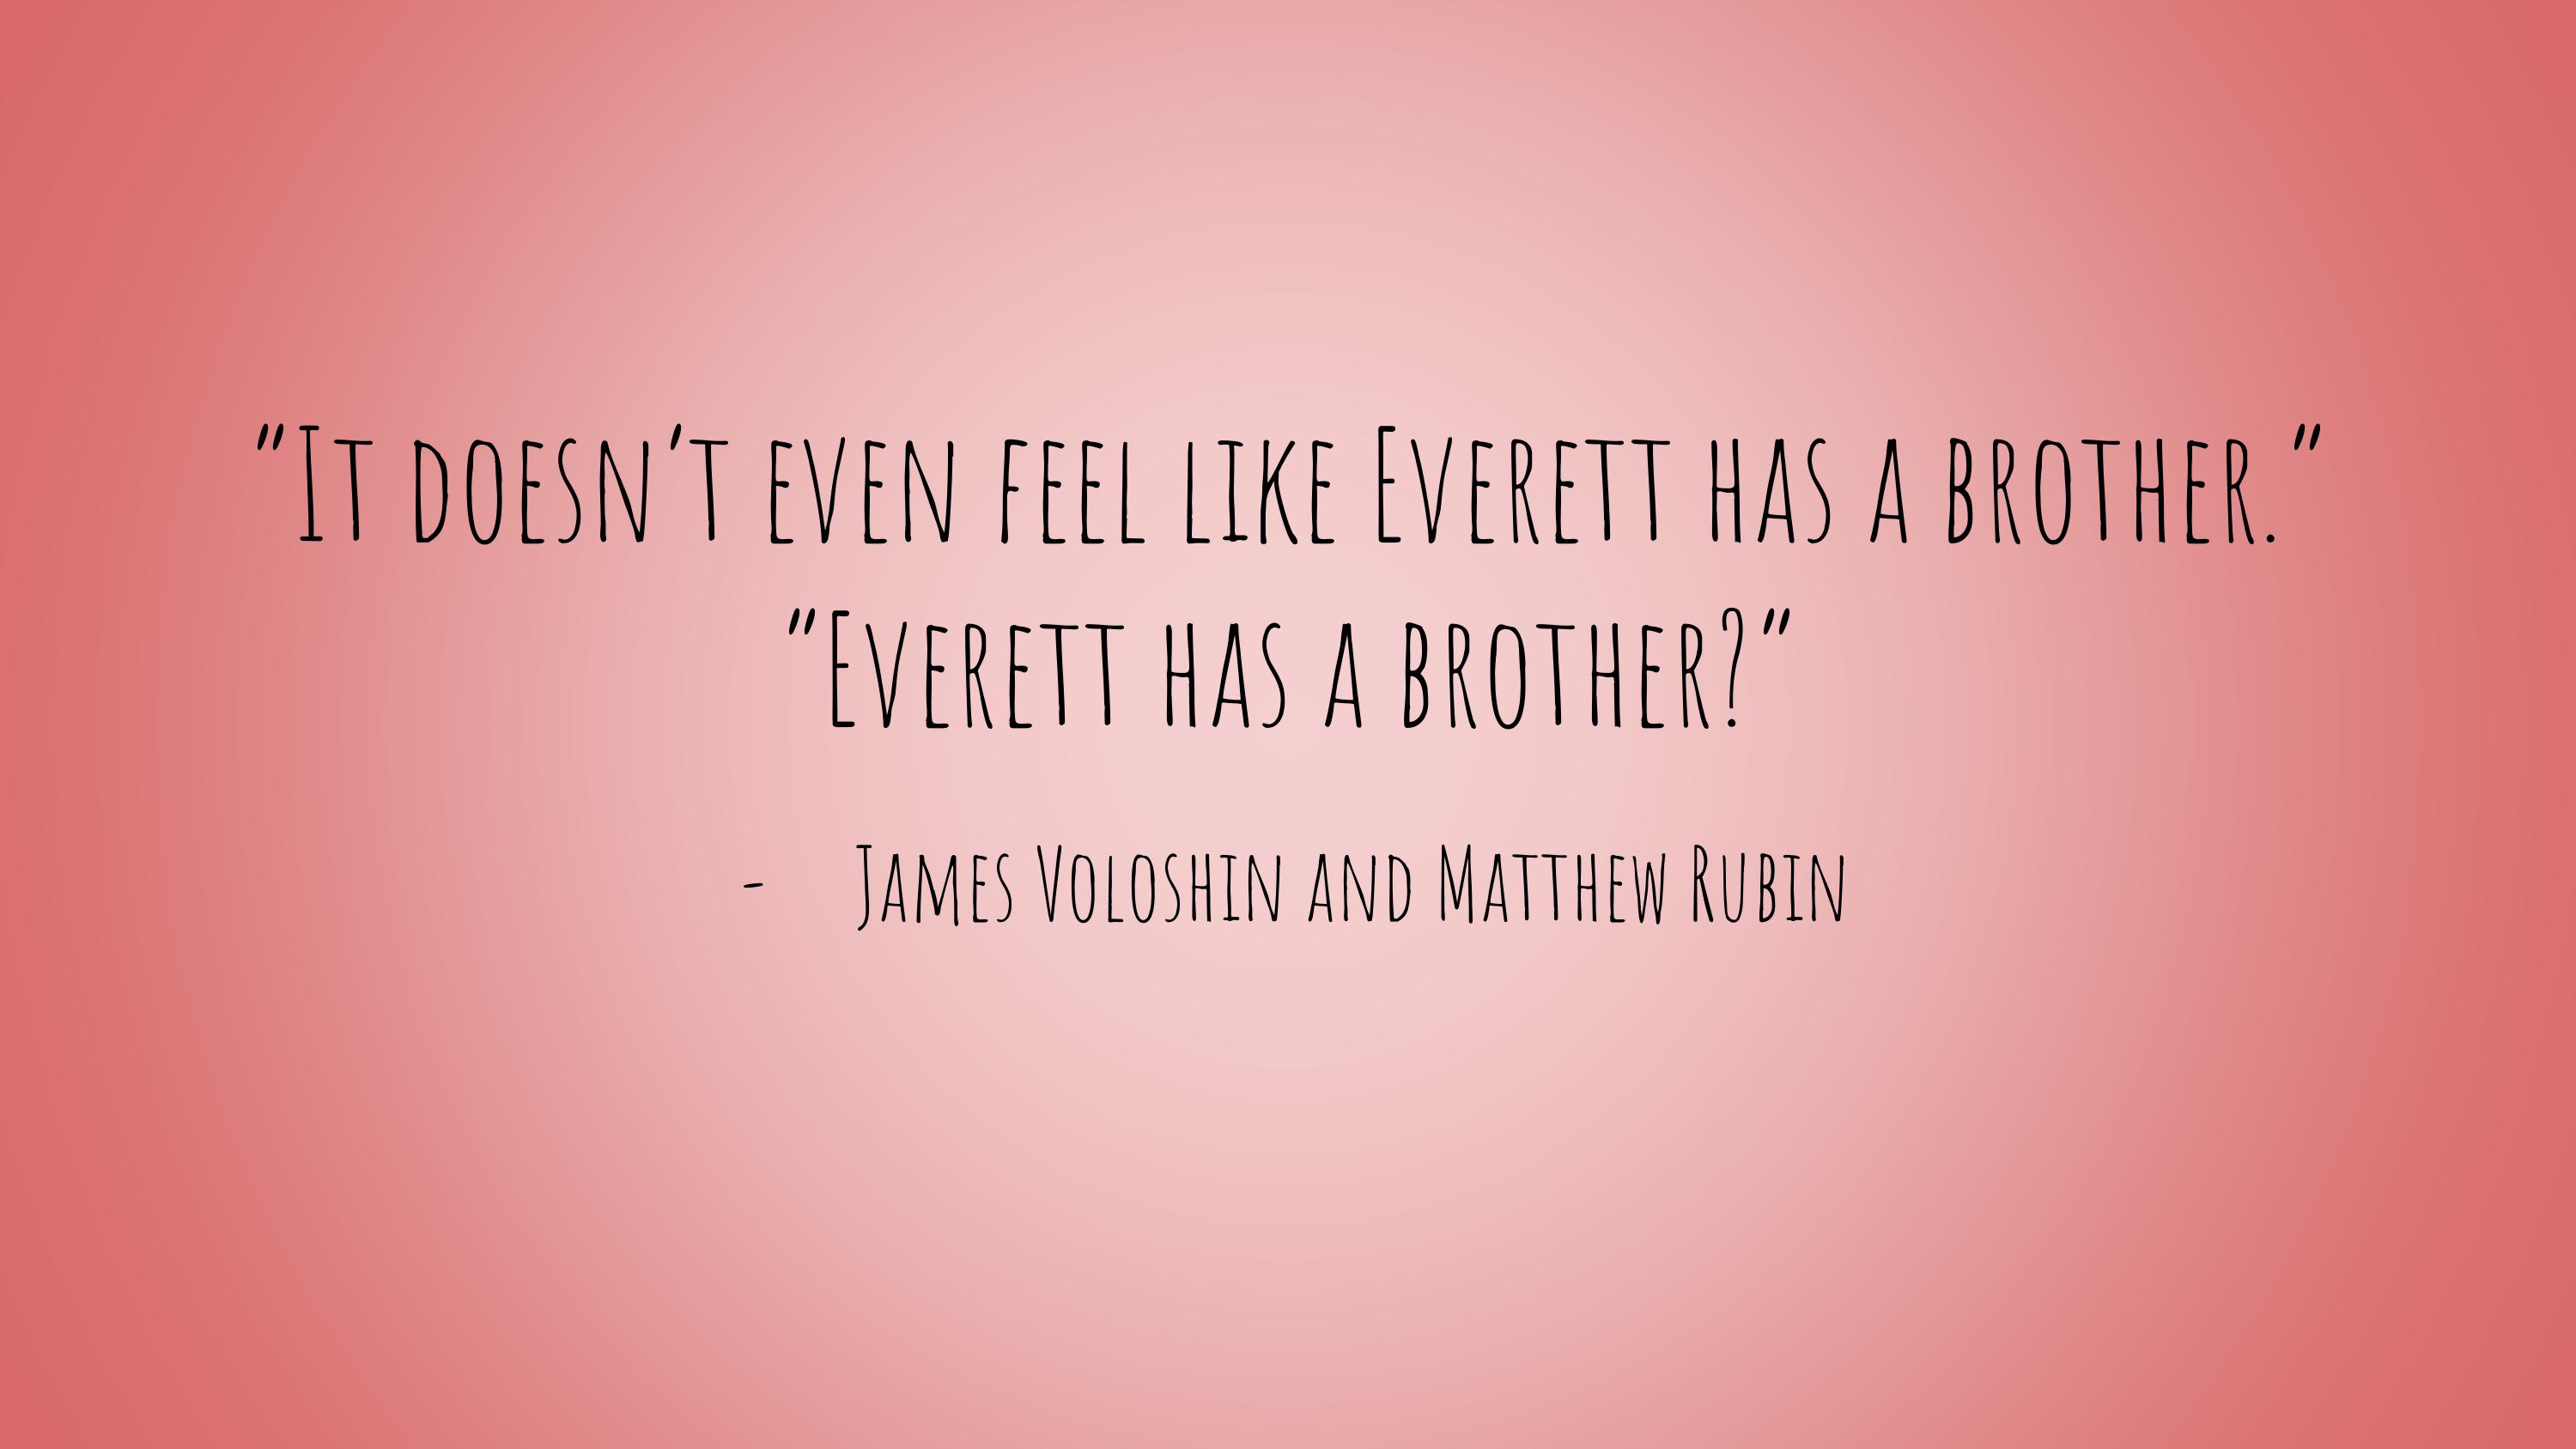 “It doesn’t even feel like Everett has a brother.”
“Everett has a brother?”
- James Voloshin and Matthew Rubin